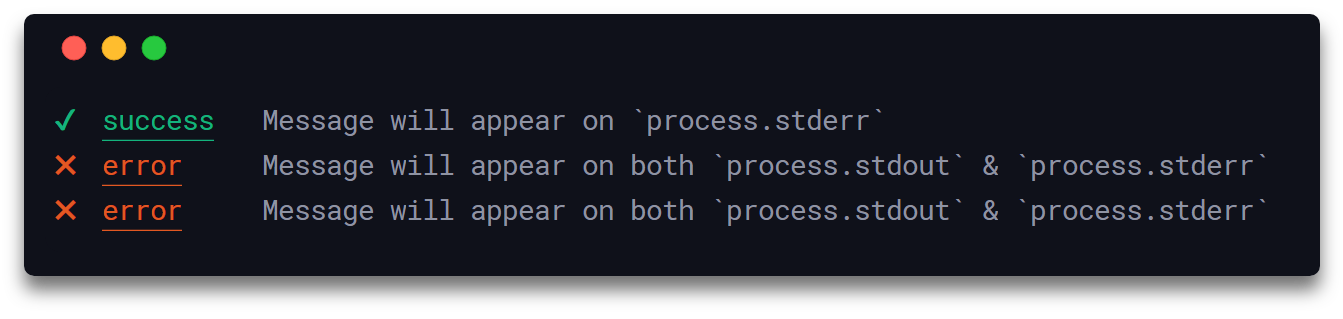 ✔ success Message will appear on `process.stderr`
✖ error Message will appear on both `process.stdout` & `process.stderr`
✖ error Message will appear on both `process.stdout` & `process.stderr`